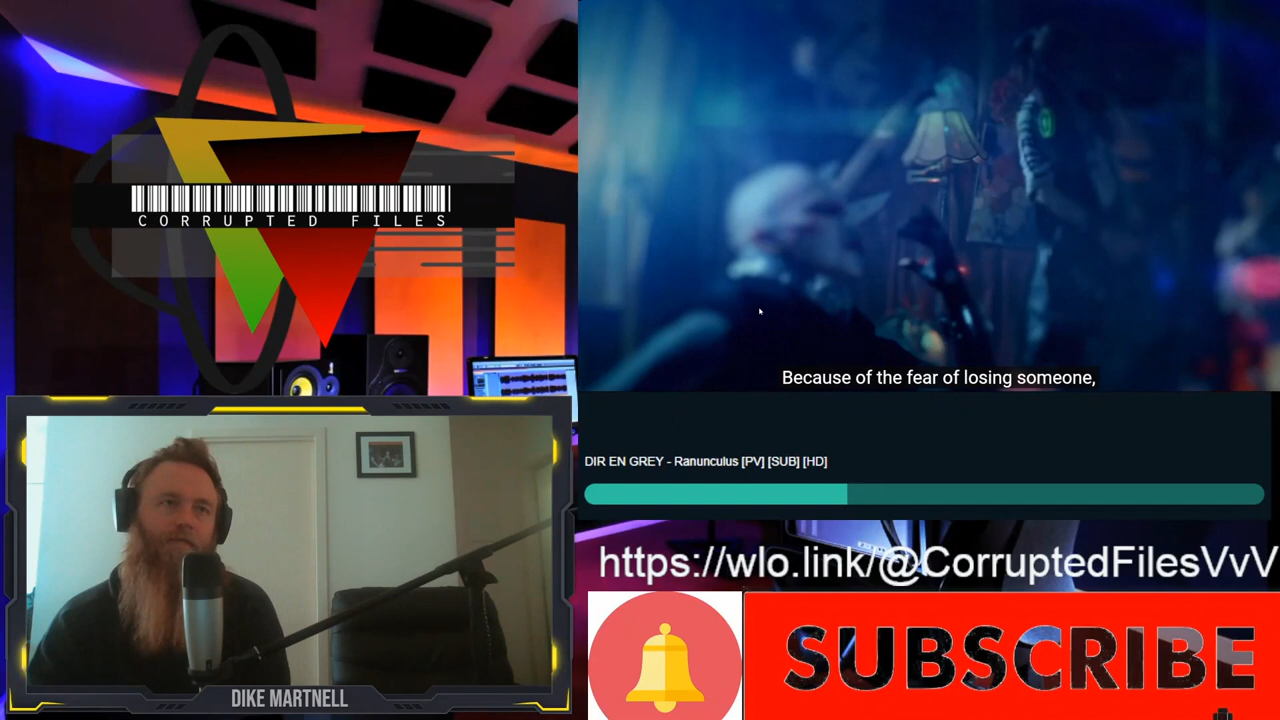 CORRUPTED FILES
Because of the fear of losing someone,
DIR EN GREY - Ranunculus [PV] [SUB] [HD]
https://wlo.link/@CorruptedFilesVvV
SUBSCRIBE
DIKE MARTNELL